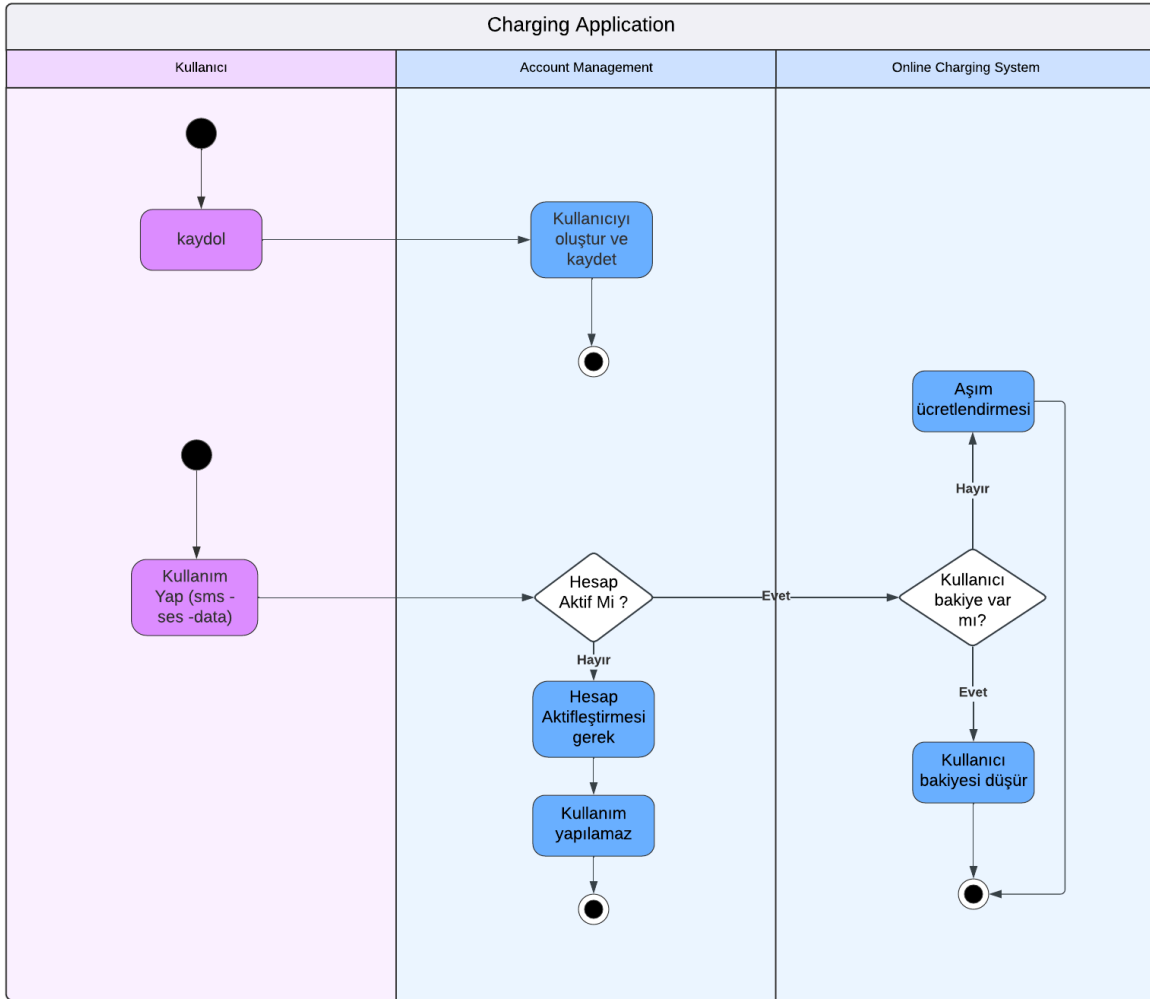 Charging Application
Kullanıcı
Account Management
Online Charging System
kaydol
Kullanıcıyı
oluştur ve
kaydet
Aşım
ücretlendirmesi
Hayır
Kullanım
Yap (sms -
ses -data)
Hesap
Aktif Mi ?
Evet
Kullanıcı
bakiye var
mı?
Hayır
Hesap
Aktifleştirmesi
gerek
Evet
Kullanıcı
bakiyesi düşür
Kullanım
yapılamaz